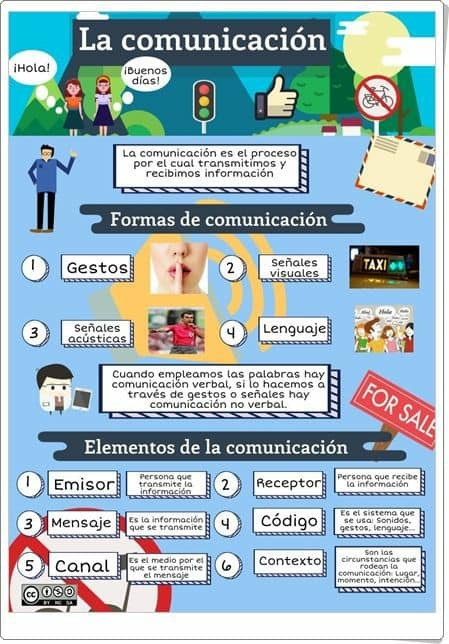 La comunicación
¡Hola!
¡Buenos
días!
La comunicación es el proceso
por el cual transmitimos y
recibimos información
Formas de comunicación
1
Gestos
2
Señales
visuales
TAXI
3
Señales
acústicas
4
Lenguaje
Hola
Cuando empleamos las palabras hay
comunicación verbal, si lo hacemos a
través de gestos o señales hay
comunicación no verbal.
FOR SALE
Elementos de la comunicación
1
Emisor
Persona que
transmite la
información
2
Receptor
Persona que recibe
la información
3
Mensaje
Es la información
que se transmite
4
Código
Es el sistema que
se usa: Sonidos,
gestos, lenguaje...
5
Canal
Es el medio por el
que se transmite
el mensaje
6
Contexto
Son las
circunstancias que
rodean la
comunicación: Lugar,
momento, intención...
cc
BY NC SA